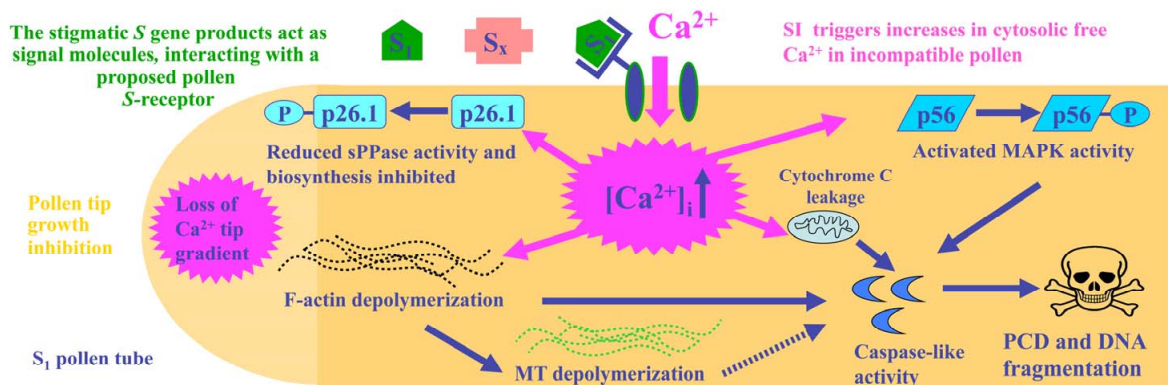 The stigmatic S gene products act as
signal molecules, interacting with a
proposed pollen
S-receptor
S1
Sx
S1
Ca2+
SI triggers increases in cytosolic free
Ca2+ in incompatible pollen
P
p26.1
p26.1
Reduced sPPase activity and
biosynthesis inhibited
p56
p56
P
Activated MAPK activity
Pollen tip
growth
inhibition
Loss of
Ca2+ tip
gradient
[Ca2+]i
Cytochrome C
leakage
F-actin depolymerization
MT depolymerization
Caspase-like
activity
PCD and DNA
fragmentation
S1 pollen tube